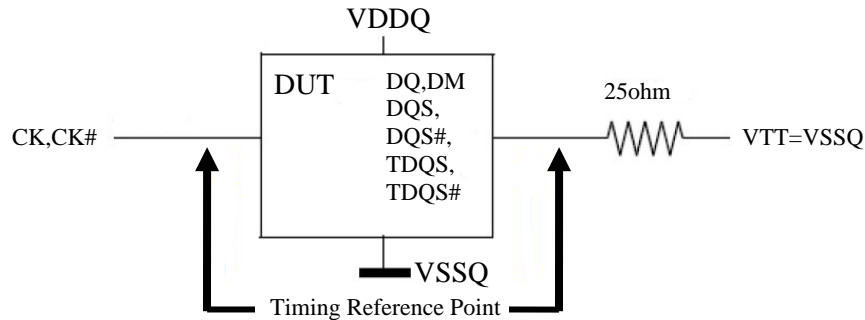 VDDQ
DUT
DQ,DM
DQS,
DQS#,
TDQS,
TDQS#
25ohm
CK,CK#
VTT=VSSQ
VSSQ
Timing Reference Point